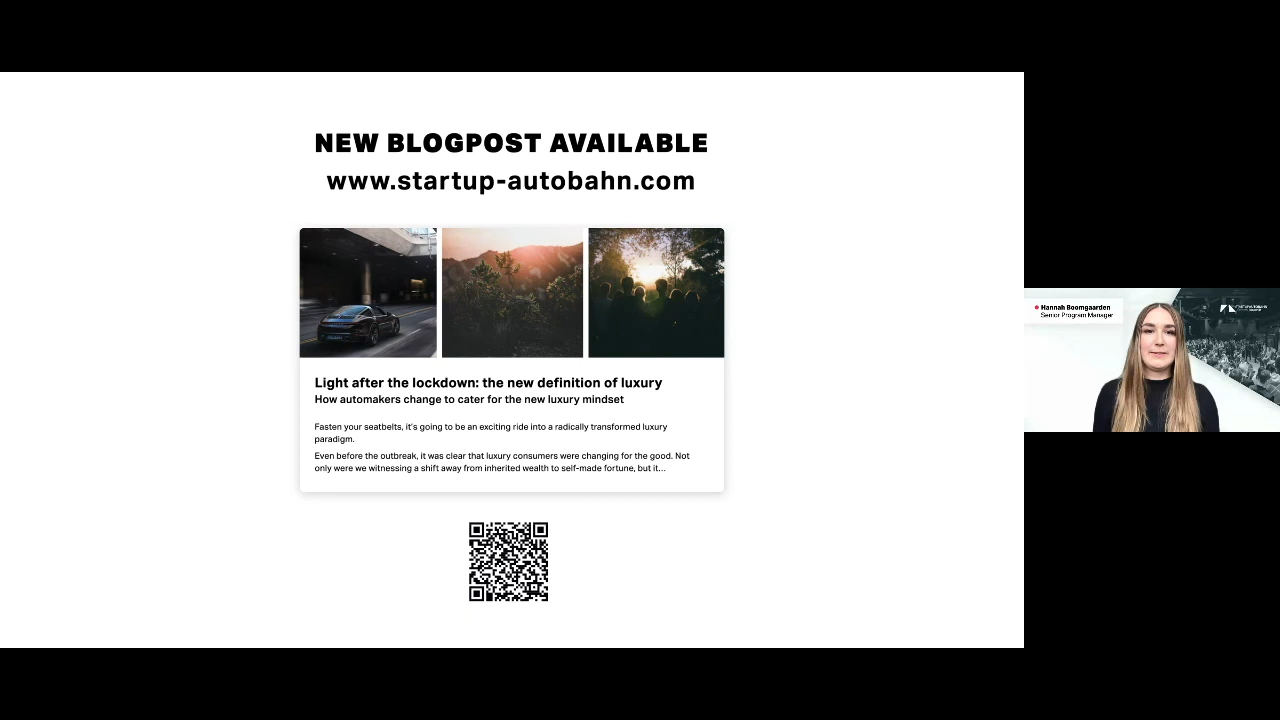 NEW BLOGPOST AVAILABLE
www.startup-autobahn.com
Light after the lockdown: the new definition of luxury
How automakers change to cater for the new luxury mindset
Fasten your seatbelts, it's going to be an exciting ride into a radically transformed luxury
paradigm.
Even before the outbreak, it was clear that luxury consumers were changing for the good. Not
only were we witnessing a shift away from inherited wealth to self-made fortune, but it...
Hannah Boomgaarden
Senior Program Manager